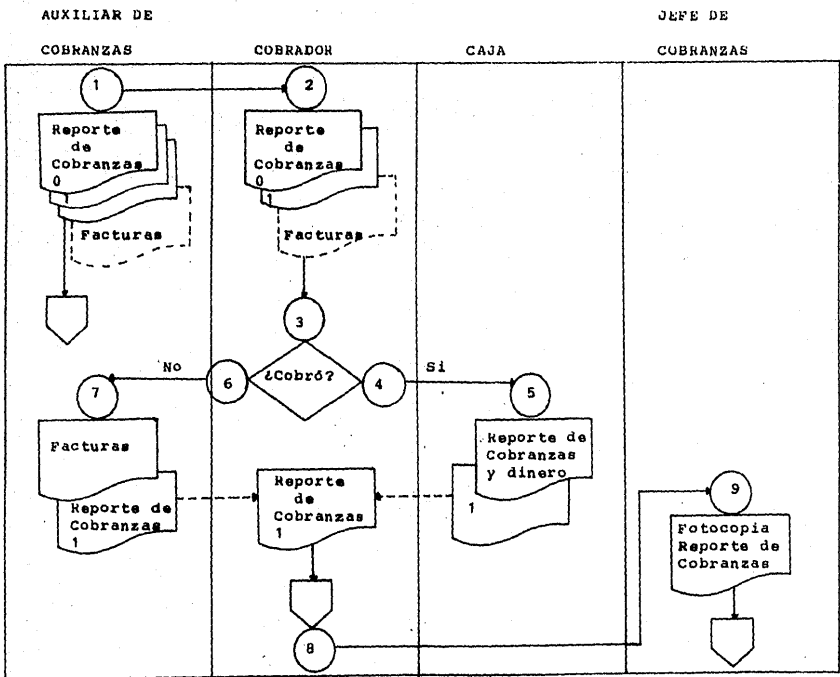 AUXILIAR DE
COBRANZAS
COBRADOR
CAJA
JEFE DE
COBRANZAS
1
2
Reporte
de
Cobranzas
0
1
Facturas
Reporte
de
Cobranzas
0
1
Facturas
3
¿Cobró?
No
6
4
Si
7
5
Facturas
Reporte de
Cobranzas
1
Reporte
de
Cobranzas
1
Reporte de
Cobranzas
y dinero
1
9
Fotocopia
Reporte de
Cobranzas
8